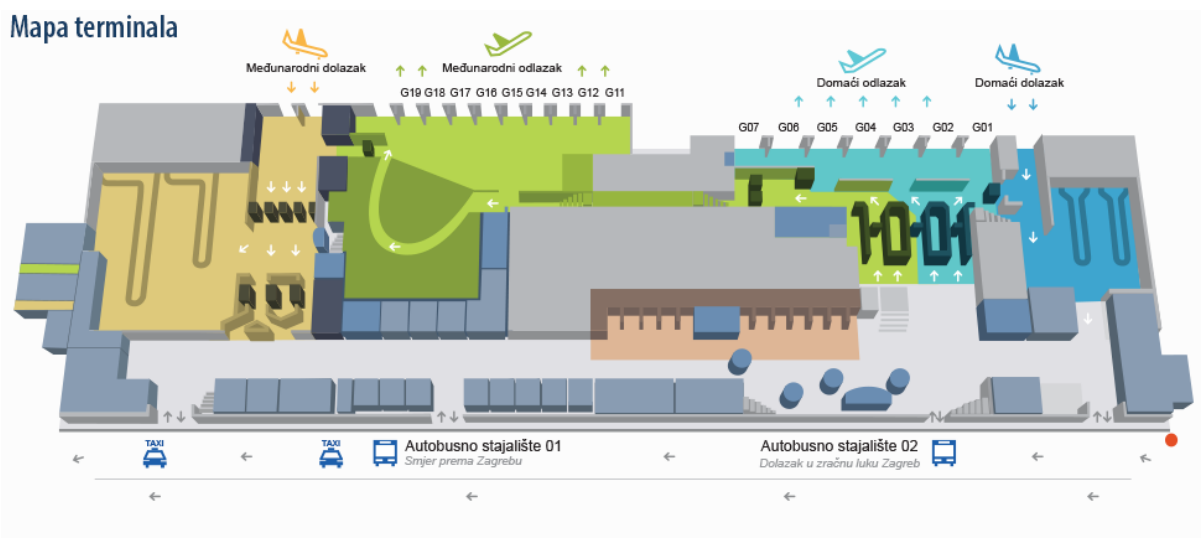 Mapa terminala
Međunarodni dolazak
Međunarodni odlazak
Domaći odlazak
Domaći dolazak
G19 G18 G17 G16 G15 G14 G13 G12 G11
G07 G06 G05 G04 G03 G02 G01
TAXI
TAXI
Autobusno stajalište 01
Smjer prema Zagrebu
Autobusno stajalište 02
Dolazak u zračnu luku Zagreb